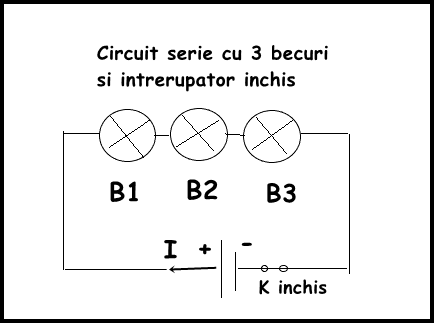 Circuit serie cu 3 becuri
si intrerupator inchis
B1 B2 B3
I + -
K inchis